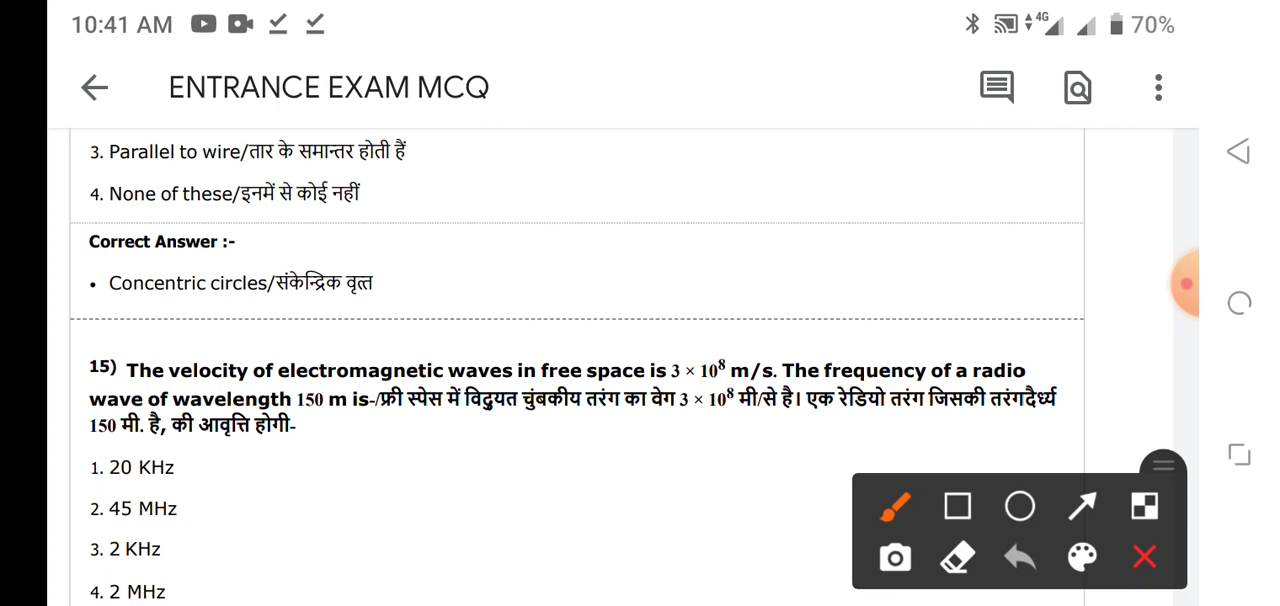 10:41 AM 4G 70%
ENTRANCE EXAM MCQ
3. Parallel to wire/तार के समान्तर होती हैं
4. None of these/इनमें से कोई नहीं
Correct Answer :-
• Concentric circles/संकेन्द्रिक वृत्त
15) The velocity of electromagnetic waves in free space is 3 × 10⁸ m/s. The frequency of a radio
wave of wavelength 150 m is-/फ्री स्पेस में विद्युयत चुंबकीय तरंग का वेग 3 × 10⁸ मी/से है। एक रेडियो तरंग जिसकी तरंगदैर्ध्य
150 मी. है, की आवृत्ति होगी-
1. 20 KHz
2. 45 MHz
3. 2 KHz
4. 2 MHz